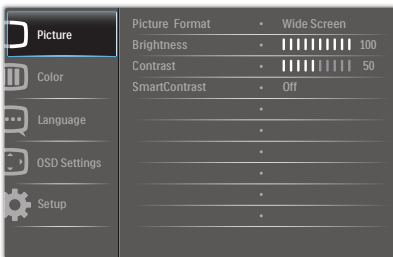 Picture
Color
Language
OSD Settings
Setup
Picture Format • Wide Screen
Brightness • 100
Contrast • 50
SmartContrast • Off